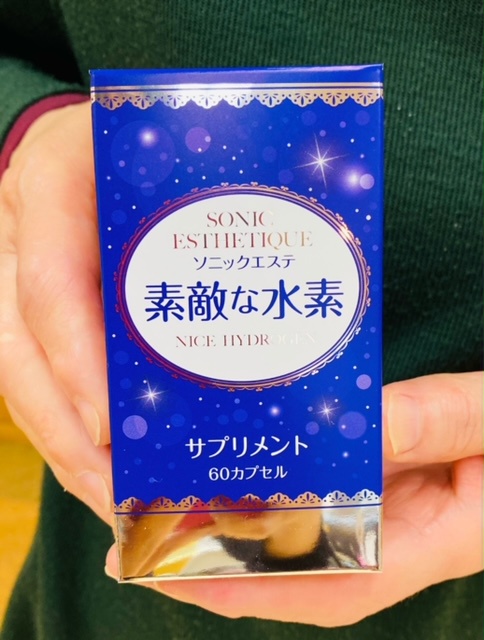 SONIC
ESTHETIQUE
ソニックエステ
素敵な水素
NICE HYDROGEN
サプリメント
60カプセル